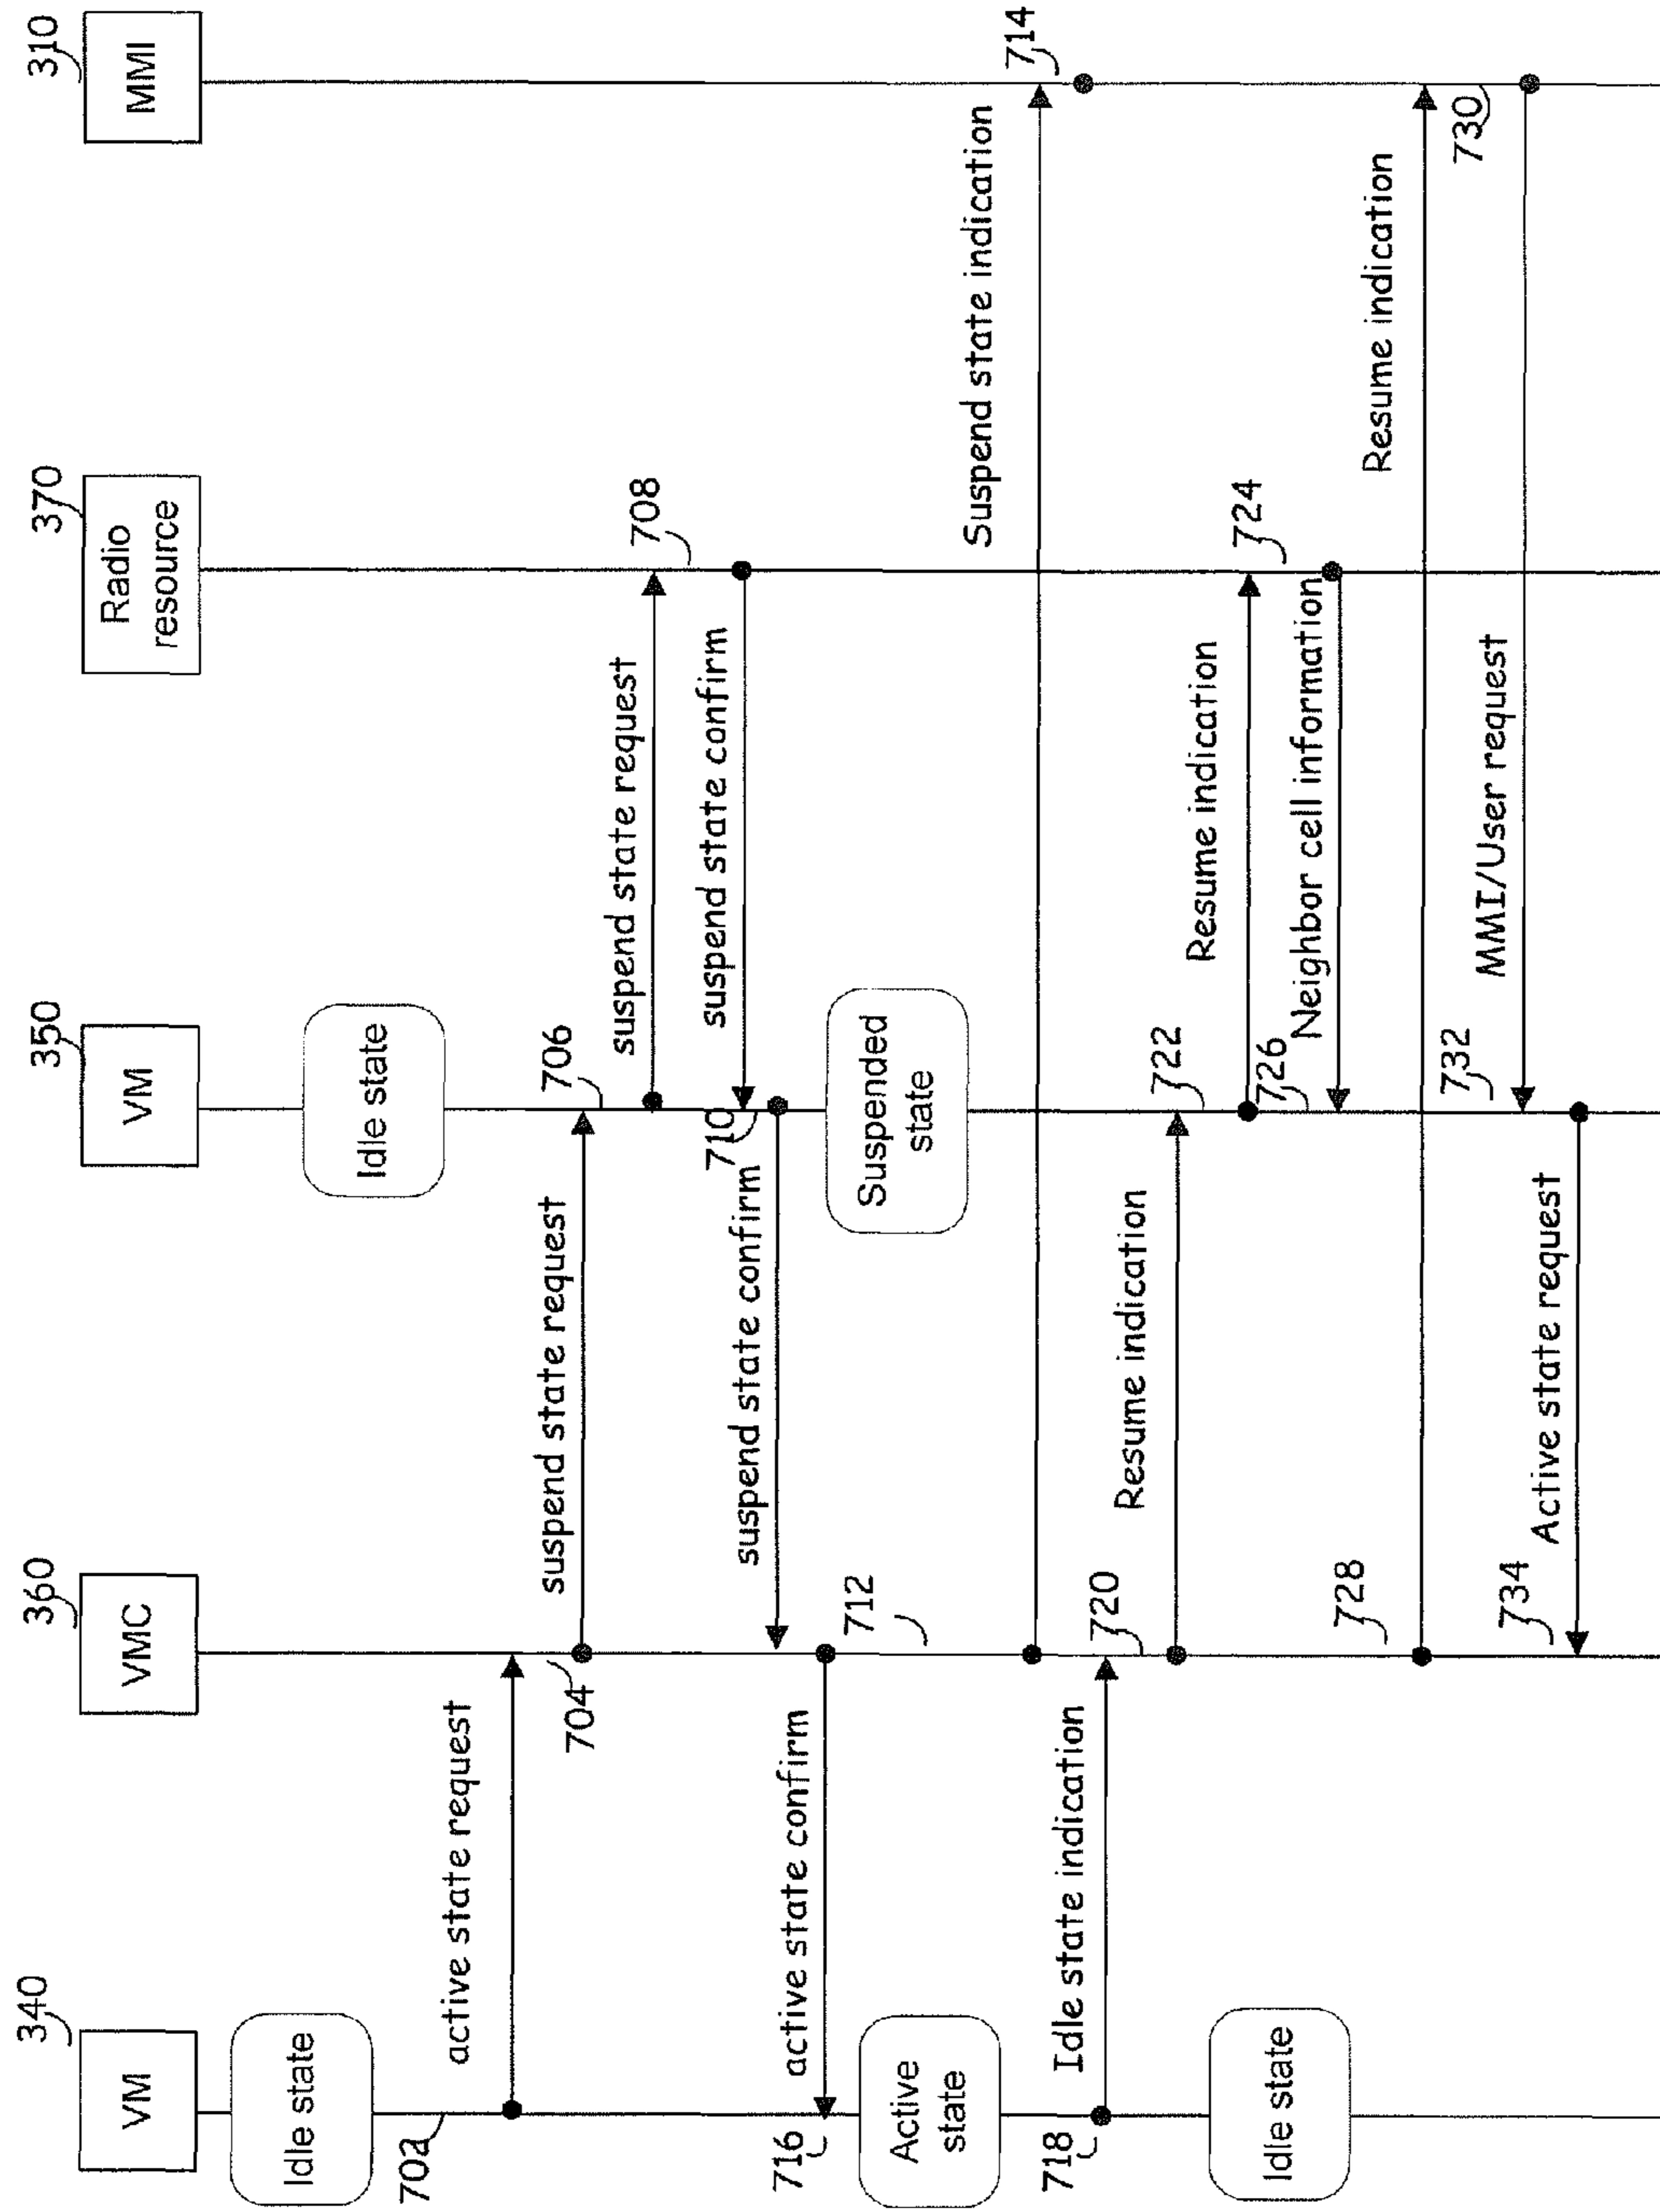 340
VM
360
VMC
350
VM
370
Radio
resource
310
MMI
Idle state
Idle state
702
active state request
704
suspend state request
706
suspend state request
708
suspend state confirm
710
suspend state confirm
712
active state confirm
716
Active
state
Suspended
state
Suspend state indication
714
718
Idle state indication
720
Resume indication
722
Resume indication
724
726
Neighbor cell information
Idle state
728
Resume indication
730
732
MMI/User request
734
Active state request